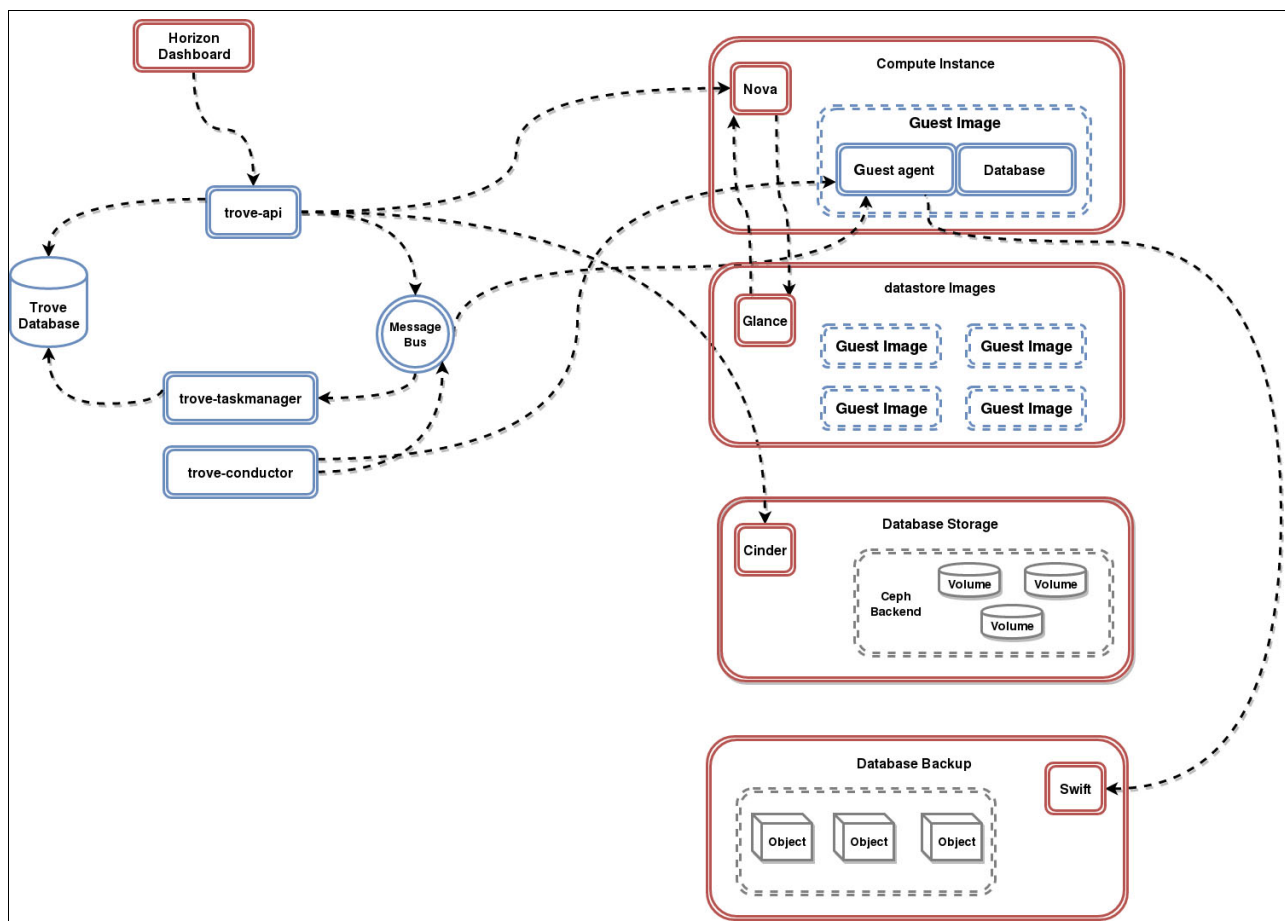 Horizon
Dashboard
trove-api
Trove
Database
Message
Bus
trove-taskmanager
trove-conductor
Compute Instance
Nova
Guest Image
Guest agent
Database
datastore Images
Glance
Guest Image
Guest Image
Guest Image
Guest Image
Database Storage
Cinder
Ceph
Backend
Volume
Volume
Volume
Database Backup
Swift
Object
Object
Object